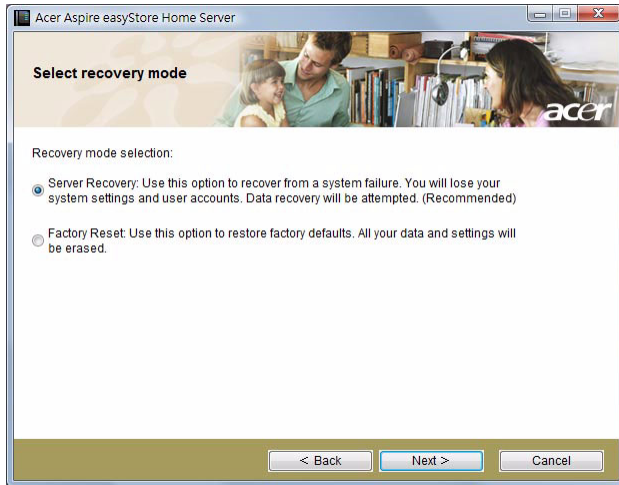 Acer Aspire easyStore Home Server
Select recovery mode
acer
Recovery mode selection:
Server Recovery: Use this option to recover from a system failure. You will lose your
system settings and user accounts. Data recovery will be attempted. (Recommended)
Factory Reset: Use this option to restore factory defaults. All your data and settings will
be erased.
< Back
Next >
Cancel